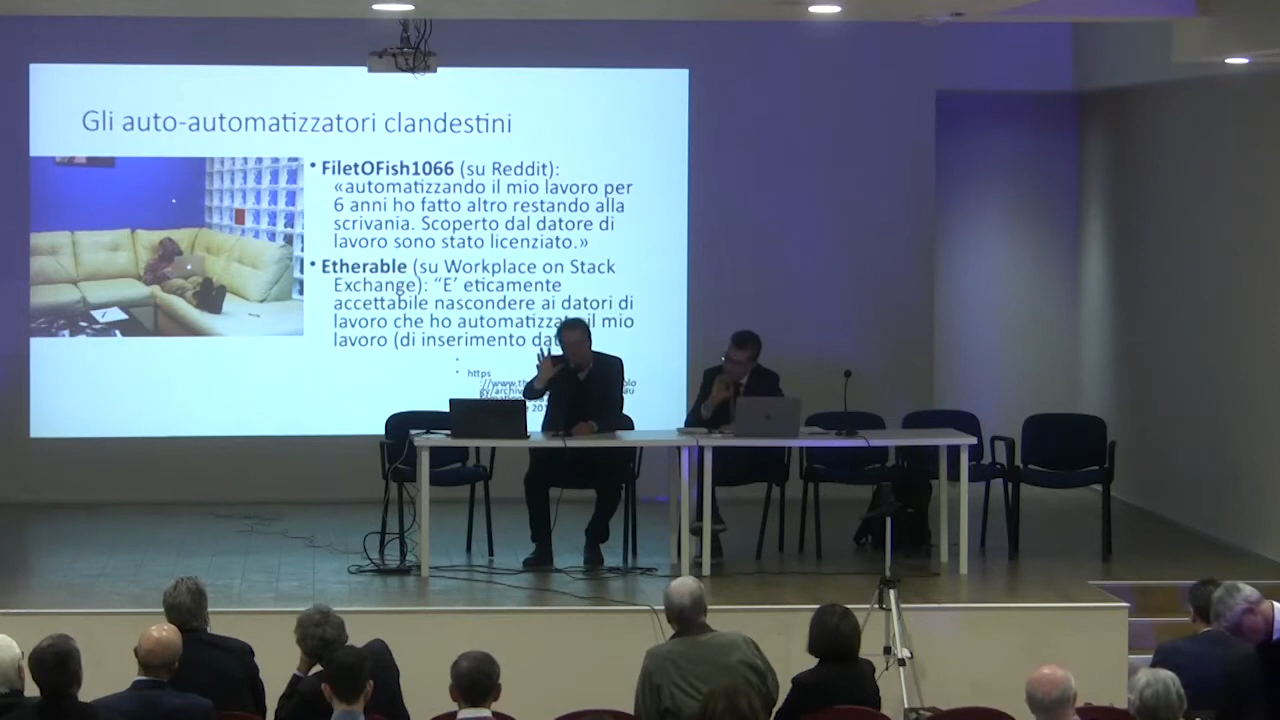 Gli auto-automatizzatori clandestini
• FiletOFish1066 (su Reddit):
«automatizzando il mio lavoro per
6 anni ho fatto altro restando alla
scrivania. Scoperto dal datore di
lavoro sono stato licenziato.»
• Etherable (su Workplace on Stack
Exchange): “E’ eticamente
accettabile nascondere ai datori di
lavoro che ho il mio
lavoro (di inserimento
• https